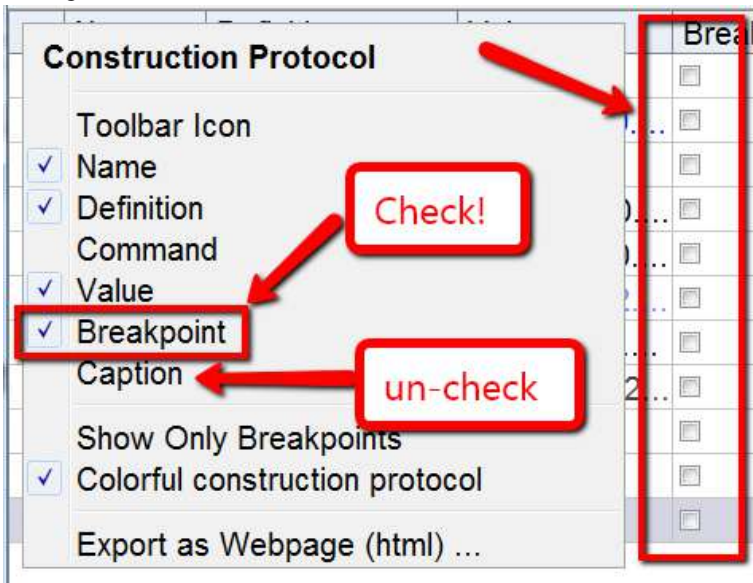 Break
Construction Protocol
Toolbar Icon
Name
Definition
Check!
Command
Value
Breakpoint
Caption
un-check
Show Only Breakpoints
Colorful construction protocol
Export as Webpage (html) ...